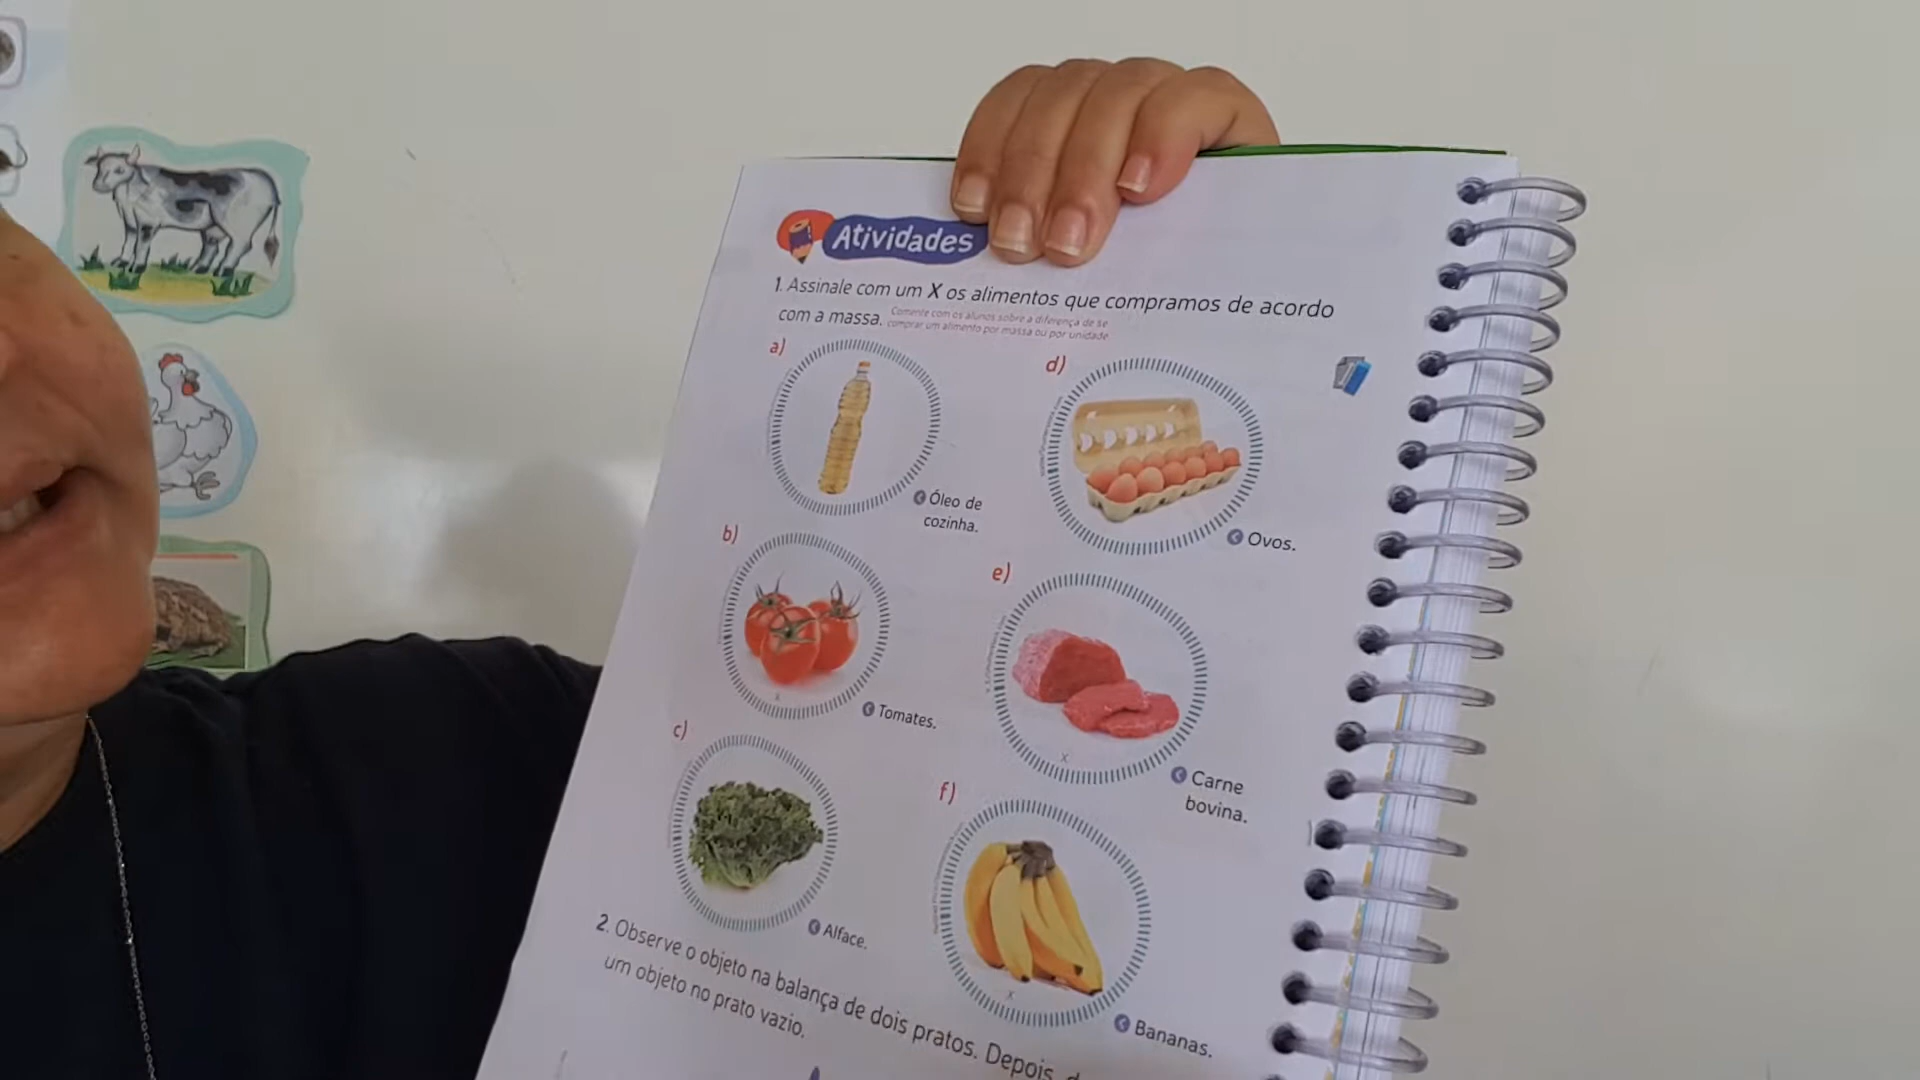 Atividades
1. Assinale com um X os alimentos que compramos de acordo
com a massa. Comente com os alunos sobre a diferença de se
comprar um alimento por massa ou por unidade
a)
Óleo de
cozinha.
b)
x
Tomates.
c)
Alface.
d)
Ovos.
e)
x
Carne
bovina.
f)
x
Bananas.
2. Observe o objeto na balança de dois pratos. Depois, d
um objeto no prato vazio.